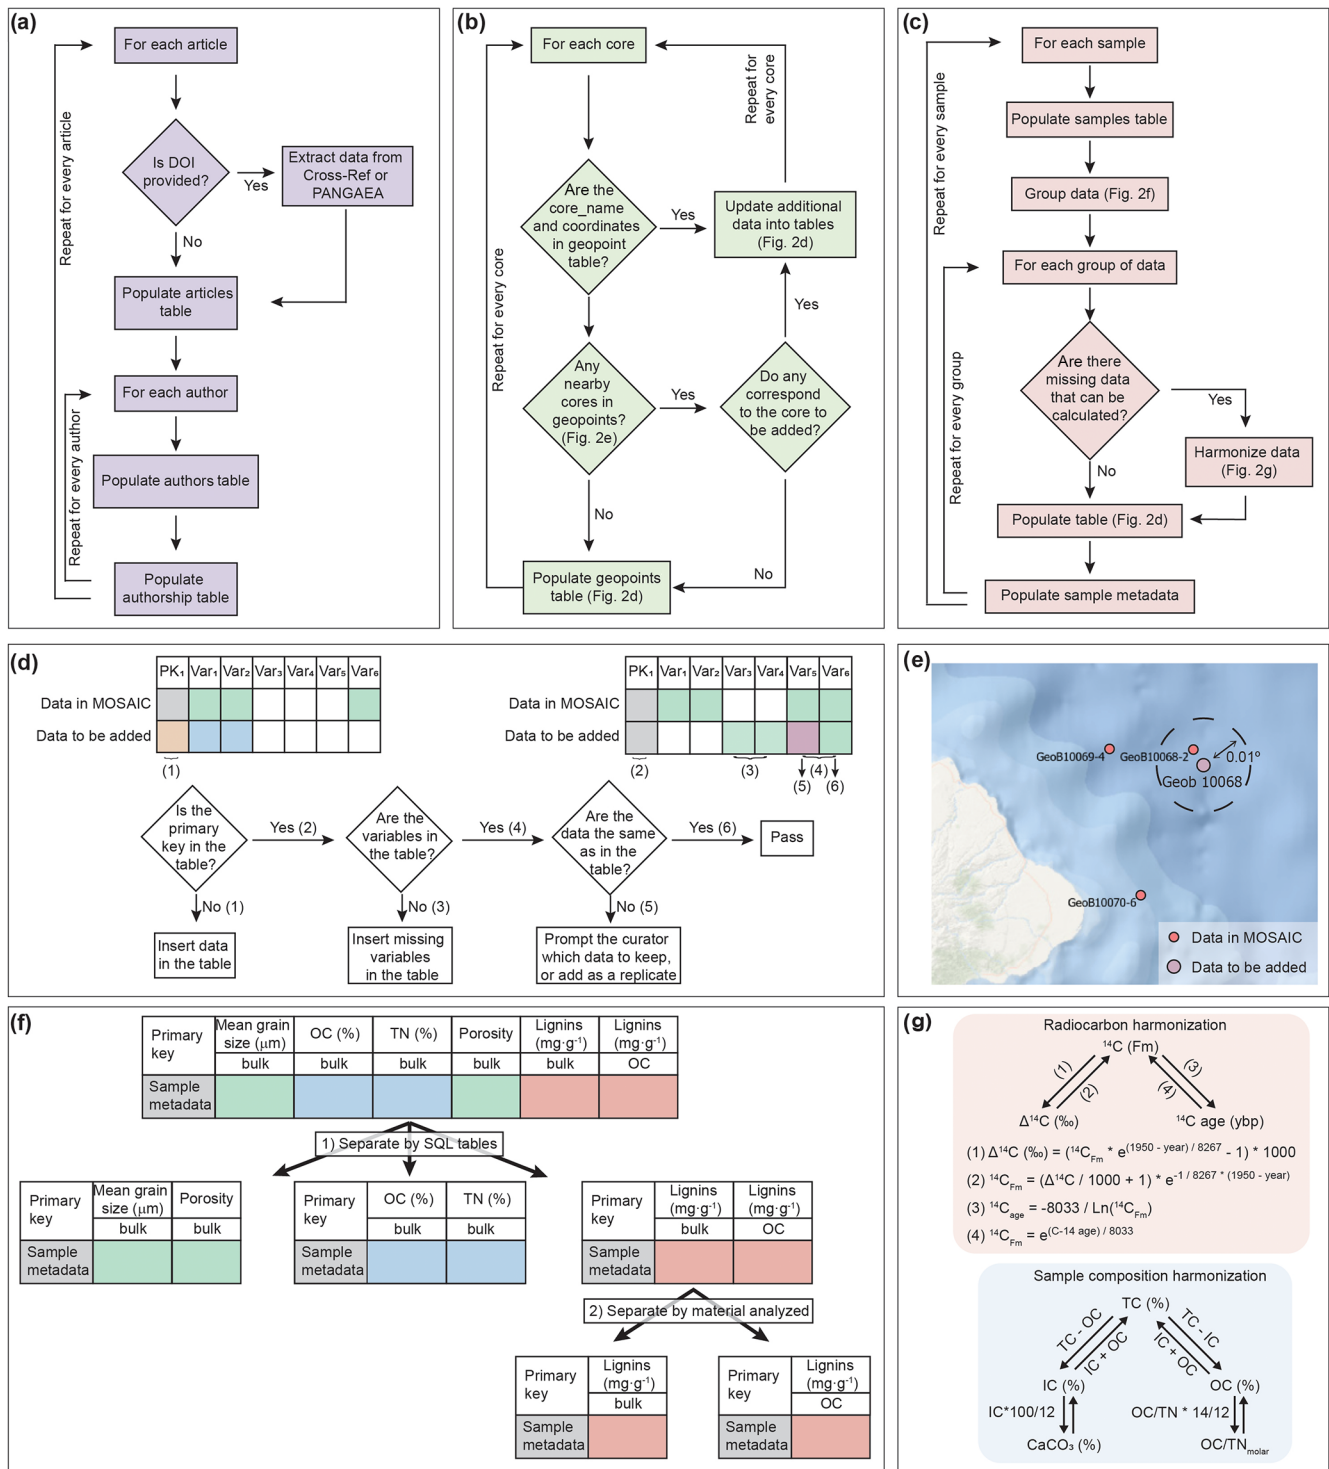 (a)
For each article
Is DOI
provided?
Yes
Extract data from
Cross-Ref or
PANGAEA
No
Populate articles
table
For each author
Populate authors table
Populate
authorship table
Repeat for every article
Repeat for every author
(b)
For each core
Repeat for
every core
Are the
core_name
and coordinates
in geopoint
table?
Yes
Update additional
data into tables
(Fig. 2d)
Yes
Any
nearby
cores in
geopoints?
(Fig. 2e)
Yes
Do any
correspond
to the core to
be added?
No
No
Populate geopoints
table (Fig. 2d)
Repeat for every core
(c)
For each sample
Populate samples table
Group data (Fig. 2f)
For each group of data
Are there
missing data
that can be
calculated?
Yes
Harmonize data
(Fig. 2g)
No
Populate table (Fig. 2d)
Populate sample metadata
Repeat for every sample
Repeat for every group
(d)
PK₁ Var₁ Var₂ Var₃ Var₄ Var₅ Var₆
Data in MOSAIC
Data to be added
(1)
PK₁ Var₁ Var₂ Var₃ Var₄ Var₅ Var₆
Data in MOSAIC
Data to be added
(2) (3) (4)
(5) (6)
Is the
primary
key in the
table?
Yes (2)
Are the
variables in
the table?
Yes (4)
Are the
data the same
as in the
table?
Yes (6)
Pass
No (1)
No (3)
No (5)
Insert data
in the table
Insert missing
variables
in the table
Prompt the curator
which data to keep,
or add as a replicate
(e)
GeoB10069-4
GeoB10068-2
0.01º
Geob 10068
GeoB10070-6
Data in MOSAIC
Data to be added
(f)
Primary
key
Mean grain
size (μm)
OC (%)
TN (%)
Porosity
Lignins
(mg·g⁻¹)
Lignins
(mg·g⁻¹)
bulk bulk bulk bulk bulk OC
Sample
metadata
1) Separate by SQL tables
Primary
key
Mean grain
size (μm)
Porosity
bulk bulk
Sample
metadata
Primary
key
OC (%)
TN (%)
bulk bulk
Sample
metadata
Primary
key
Lignins
(mg·g⁻¹)
Lignins
(mg·g⁻¹)
bulk OC
Sample
metadata
2) Separate by material analyzed
Primary
key
Lignins
(mg·g⁻¹)
bulk
Sample
metadata
Primary
key
Lignins
(mg·g⁻¹)
OC
Sample
metadata
(g)
Radiocarbon harmonization
¹⁴C (Fm)
(1)
(2)
(3)
(4)
Δ¹⁴C (‰)
¹⁴C age (ybp)
(1) Δ¹⁴C (‰) = (¹⁴C_Fm * e^(1950 - year) / 8267 - 1) * 1000
(2) ¹⁴C_Fm = (Δ¹⁴C / 1000 + 1) * e^-1 / 8267 * (1950 - year)
(3) ¹⁴C_age = -8033 / Ln(¹⁴C_Fm)
(4) ¹⁴C_Fm = e^(C-14 age) / 8033
Sample composition harmonization
TC (%)
TC - OC
IC + OC
IC + OC
TC - IC
IC (%)
OC (%)
IC*100/12
OC/TN * 14/12
CaCO₃ (%)
OC/TN_molar